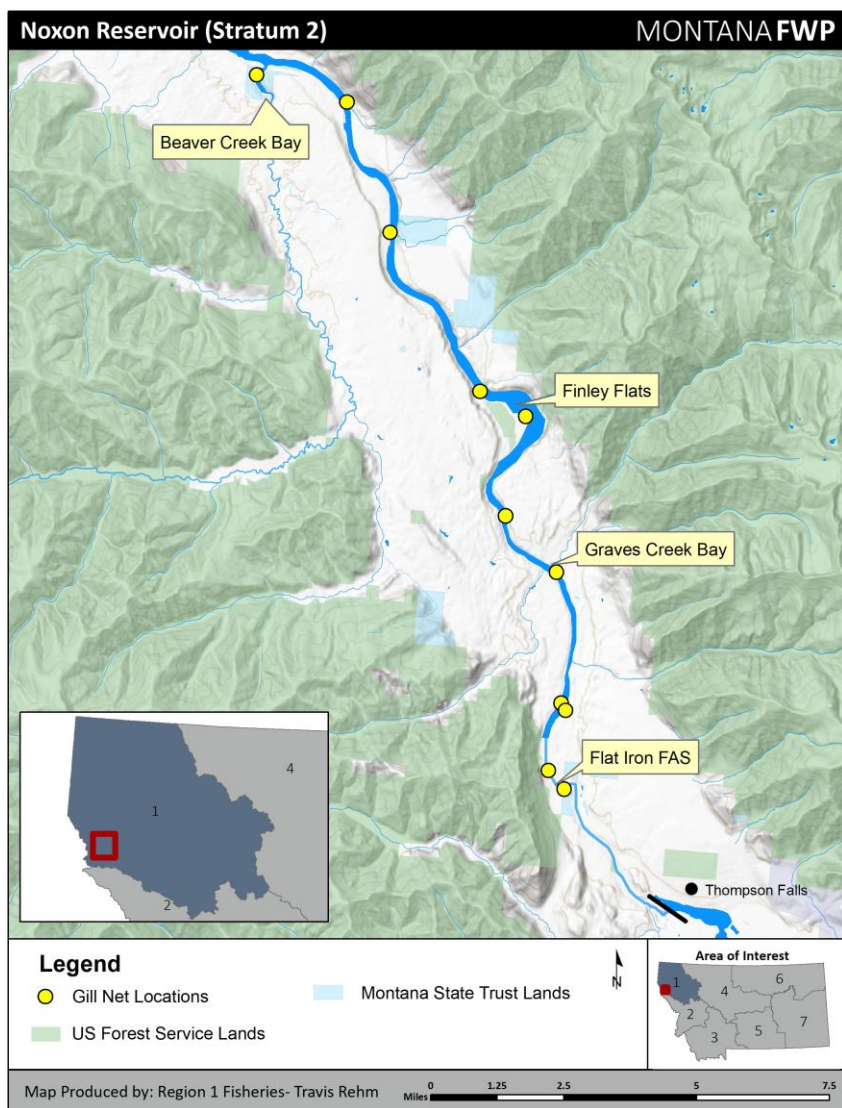 Noxon Reservoir (Stratum 2)
MONTANAFWP
Beaver Creek Bay
Finley Flats
Graves Creek Bay
Flat Iron FAS
Thompson Falls
4
1
2
Legend
Gill Net Locations
US Forest Service Lands
Montana State Trust Lands
N
Area of Interest
1
4
6
2
3
5
7
Map Produced by: Region 1 Fisheries- Travis Rehm
0 1.25 2.5 5 7.5
Miles